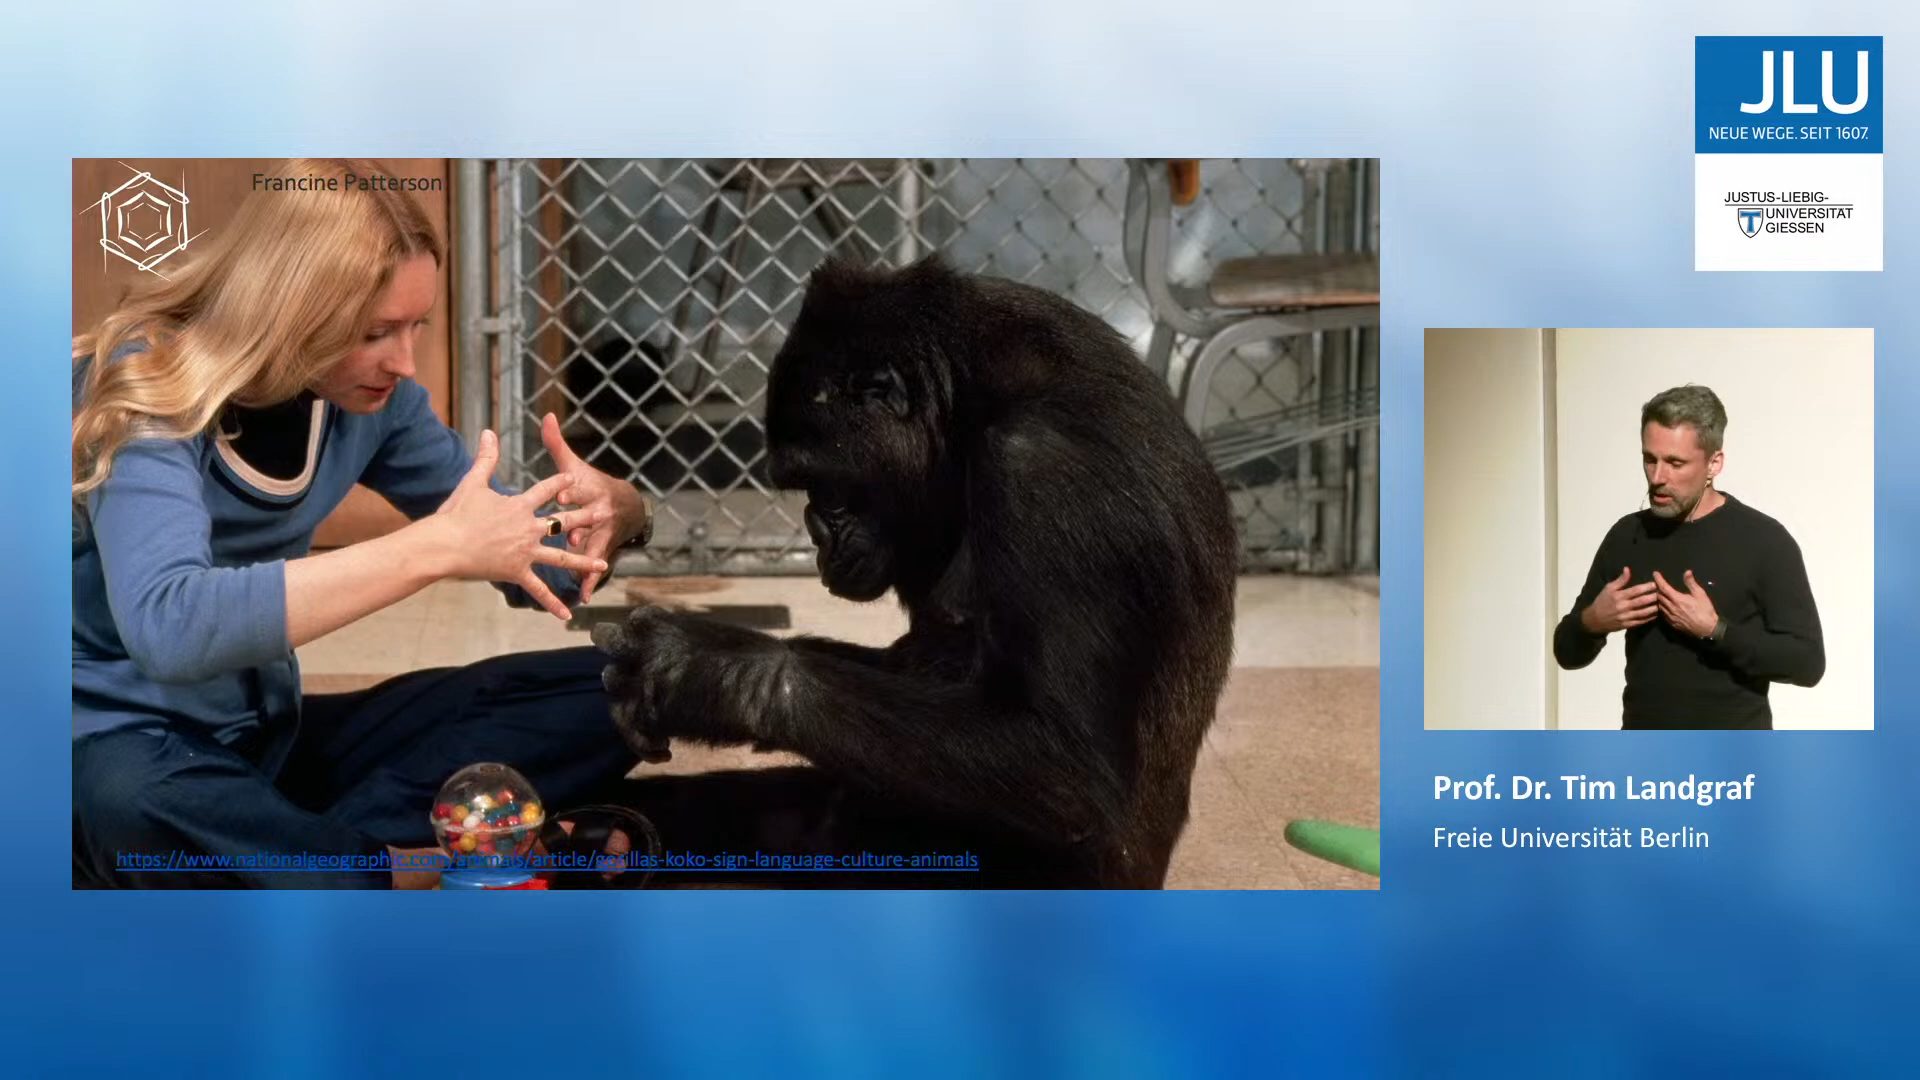 JLU
NEUE WEGE. SEIT 1607.
JUSTUS-LIEBIG-
UNIVERSITÄT
GIESSEN
Francine Patterson
https://www.nationalgeographic.com/animals/article/gorillas-koko-sign-language-culture-animals
Prof. Dr. Tim Landgraf
Freie Universität Berlin